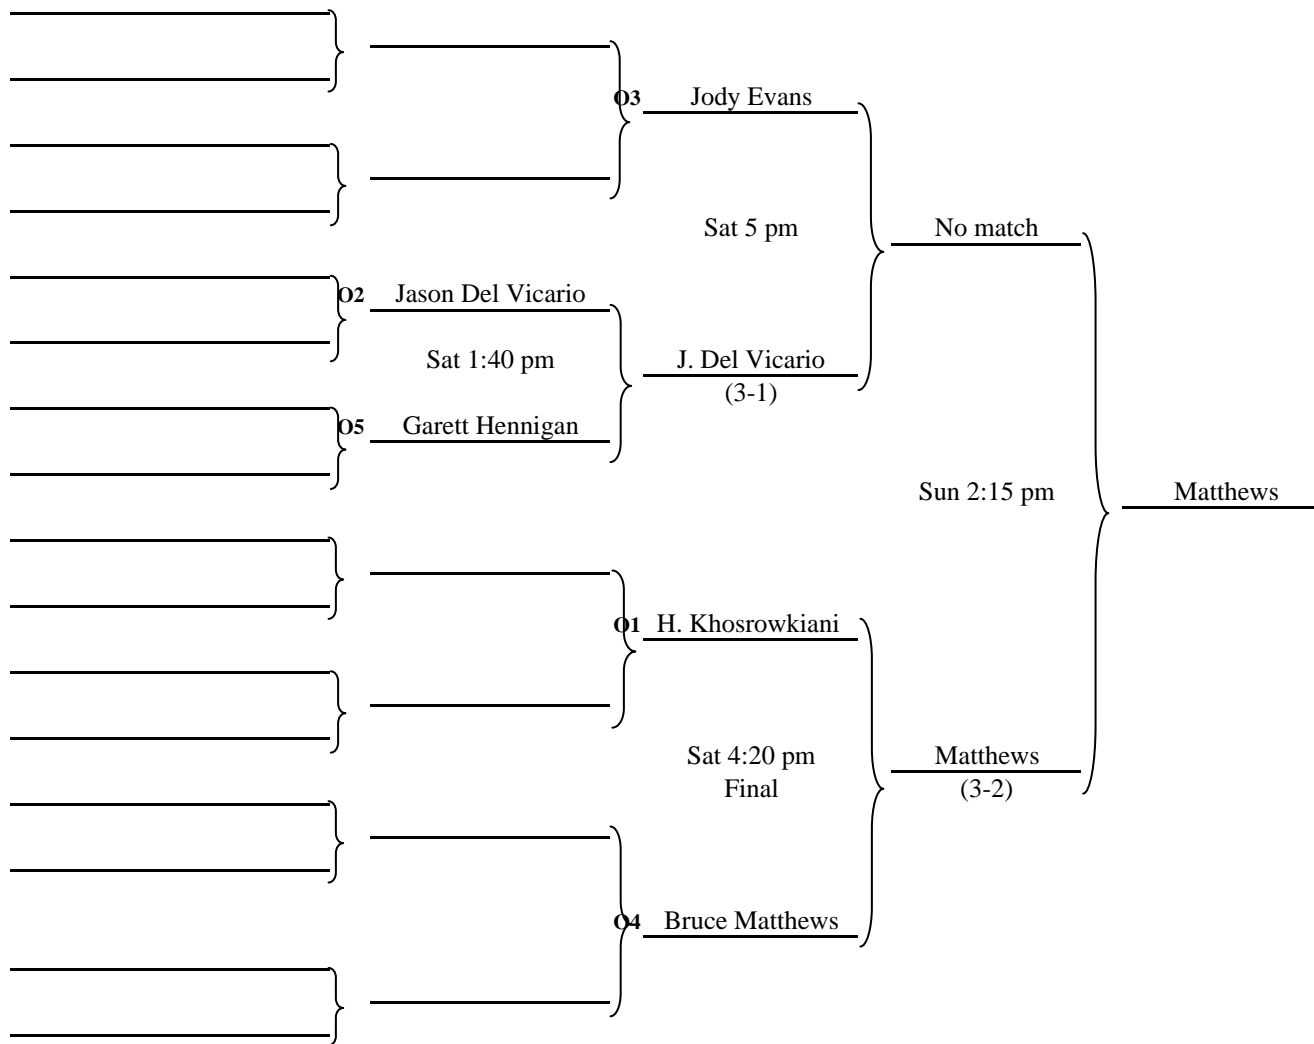 O3 Jody Evans
Sat 5 pm
No match
O2 Jason Del Vicario
Sat 1:40 pm
J. Del Vicario
(3-1)
O5 Garett Hennigan
Sun 2:15 pm
Matthews
O1 H. Khosrowkiani
Sat 4:20 pm
Final
Matthews
(3-2)
O4 Bruce Matthews